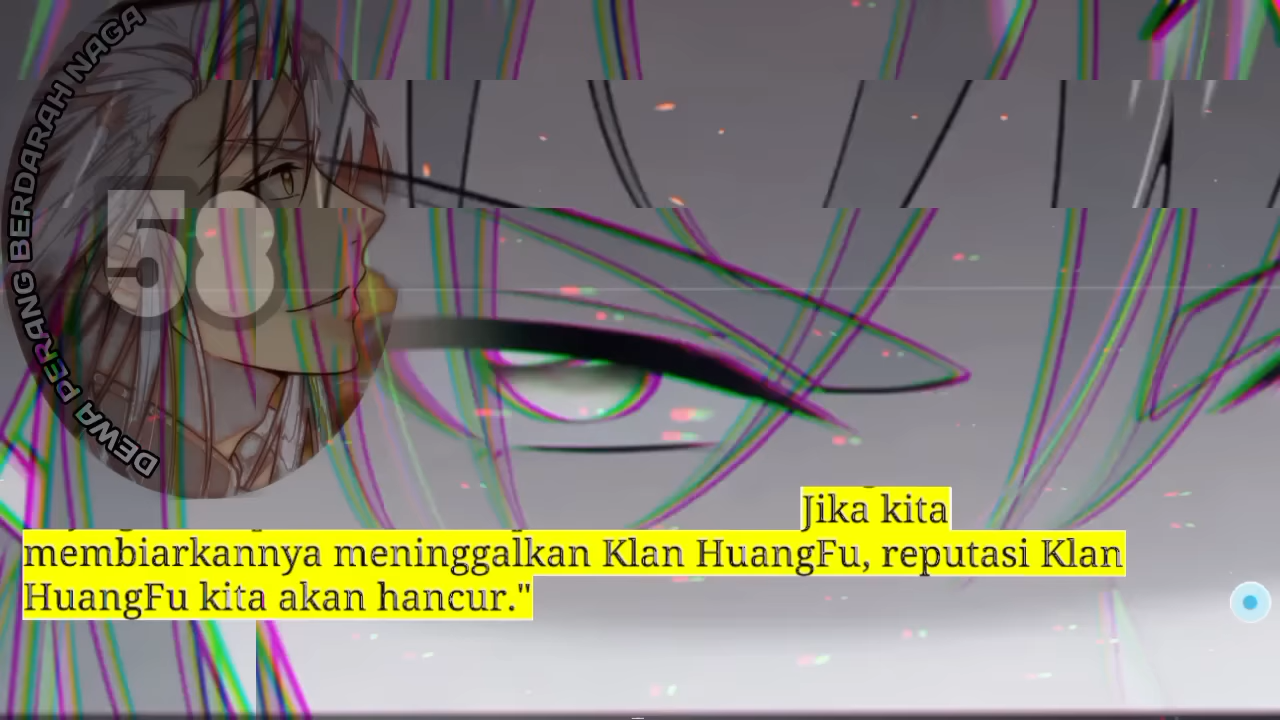 DEWA PERANG BERDARAH NAGA
58
Jika kita
membiarkannya meninggalkan Klan HuangFu, reputasi Klan
HuangFu kita akan hancur."